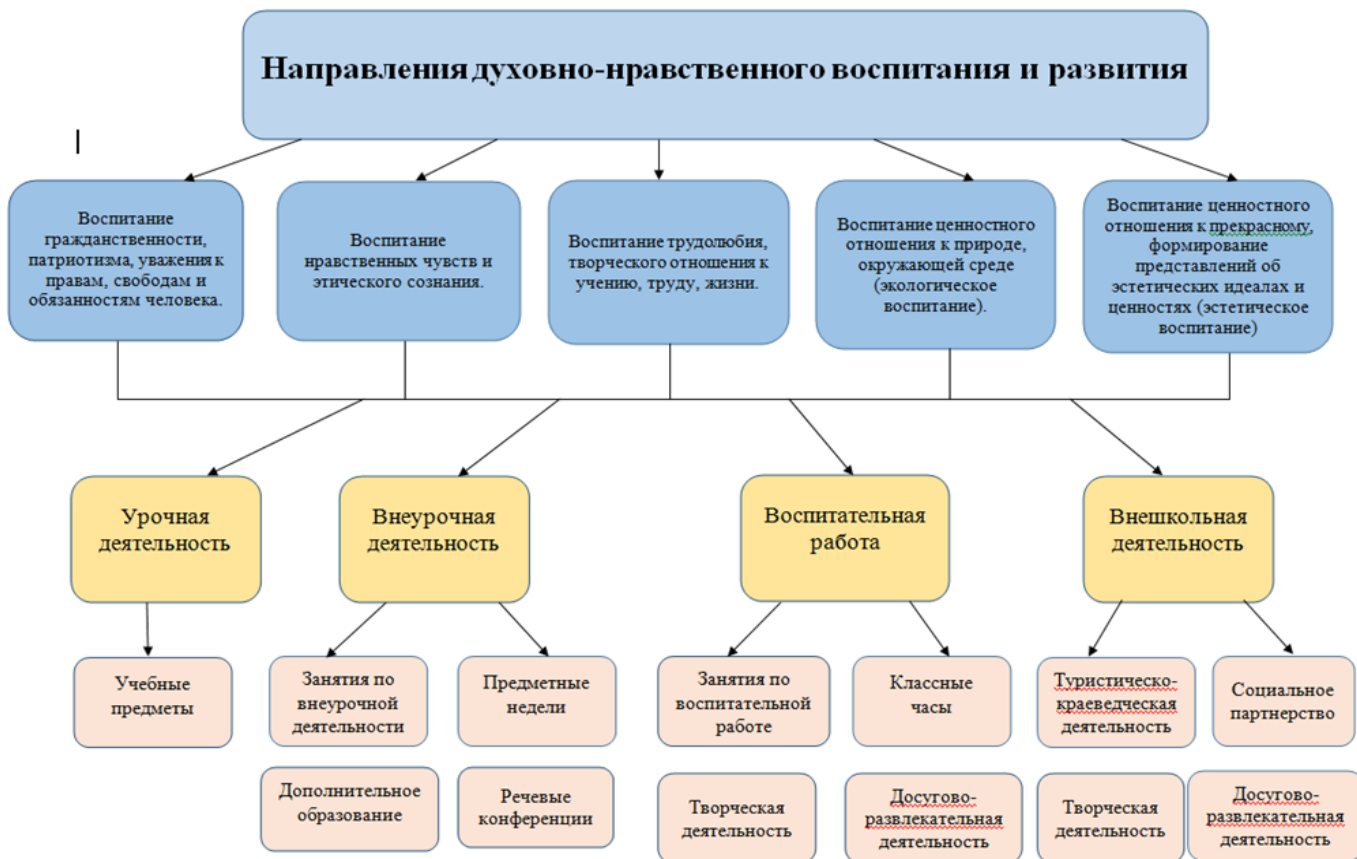 Направления духовно-нравственного воспитания и развития
Воспитание
гражданственности,
патриотизма, уважения к
правам, свободам и
обязанностям человека.
Воспитание
нравственных чувств и
этического сознания.
Воспитание трудолюбия,
творческого отношения к
учению, труду, жизни.
Воспитание ценностного
отношения к природе,
окружающей среде
(экологическое
воспитание).
Воспитание ценностного
отношения к прекрасному,
формирование
представлений об
эстетических идеалах и
ценностях (эстетическое
воспитание)
Урочная
деятельность
Внеурочная
деятельность
Воспитательная
работа
Внешкольная
деятельность
Учебные
предметы
Занятия по
внеурочной
деятельности
Предметные
недели
Занятия по
воспитательной
работе
Классные
часы
Туристическо-
краеведческая
деятельность
Социальное
партнерство
Дополнительное
образование
Речевые
конференции
Творческая
деятельность
Досугово-
развлекательная
деятельность
Творческая
деятельность
Досугово-
развлекательная
деятельность